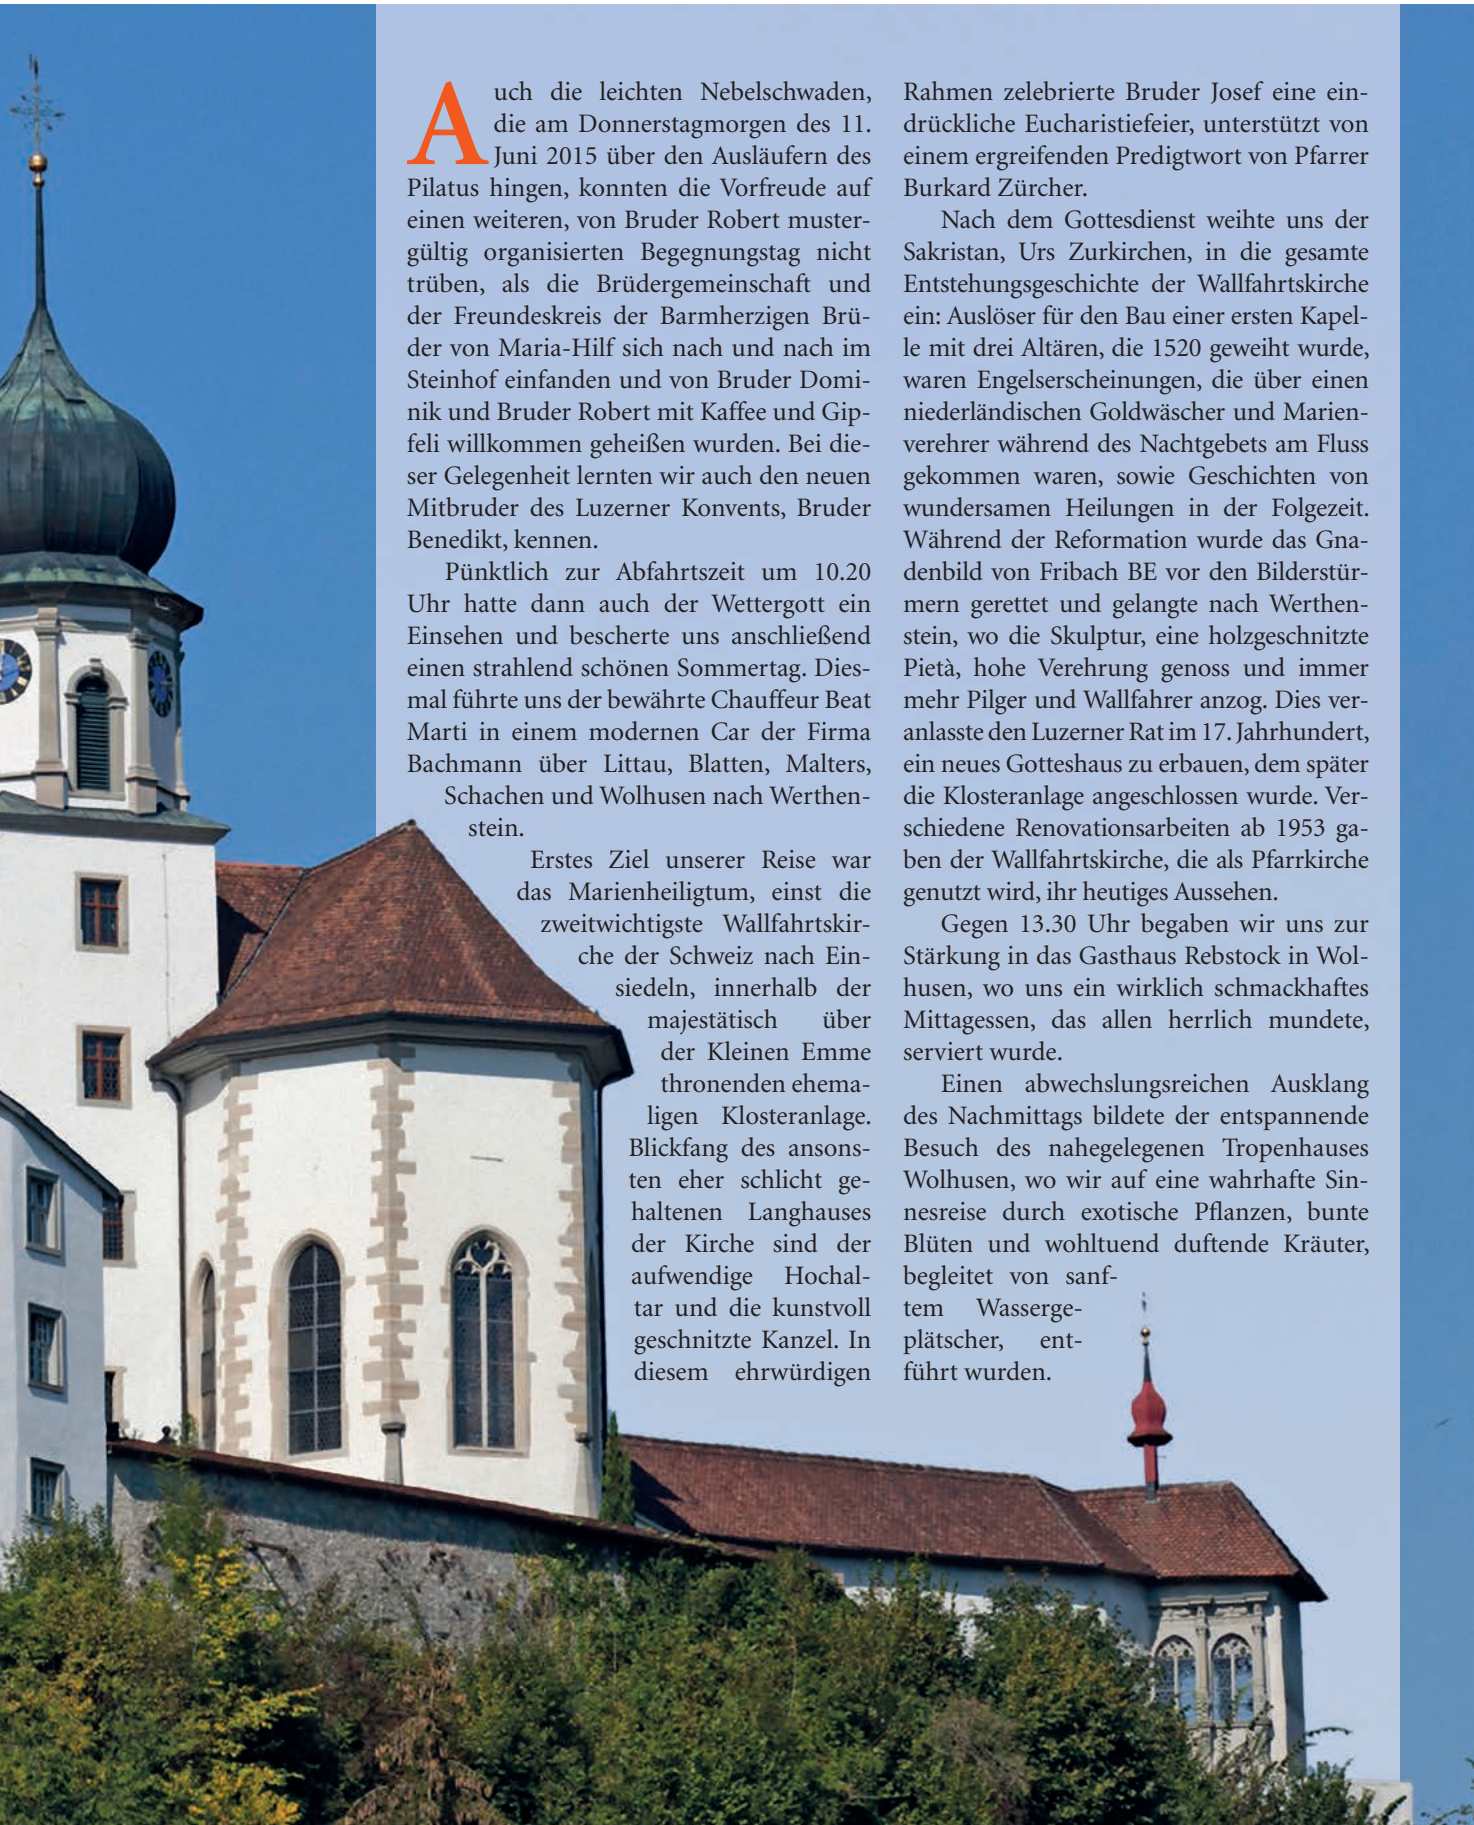 Auch die leichten Nebelschwaden,
die am Donnerstagmorgen des 11.
Juni 2015 über den Ausläufern des
Pilatus hingen, konnten die Vorfreude auf
einen weiteren, von Bruder Robert muster-
gültig organisierten Begegnungstag nicht
trüben, als die Brüdergemeinschaft und
der Freundeskreis der Barmherzigen Brü-
der von Maria-Hilf sich nach und nach im
Steinhof einfanden und von Bruder Domi-
nik und Bruder Robert mit Kaffee und Gip-
feli willkommen geheißen wurden. Bei die-
ser Gelegenheit lernten wir auch den neuen
Mitbruder des Luzerner Konvents, Bruder
Benedikt, kennen.
Pünktlich zur Abfahrtszeit um 10.20
Uhr hatte dann auch der Wettergott ein
Einsehen und bescherte uns anschließend
einen strahlend schönen Sommertag. Dies-
mal führte uns der bewährte Chauffeur Beat
Marti in einem modernen Car der Firma
Bachmann über Littau, Blatten, Malters,
Schachen und Wolhusen nach Werthen-
stein.
Erstes Ziel unserer Reise war
das Marienheiligtum, einst die
zweitwichtigste Wallfahrtskir-
che der Schweiz nach Ein-
siedeln, innerhalb der
majestätisch über
der Kleinen Emme
thronenden ehema-
ligen Klosteranlage.
Blickfang des ansons-
ten eher schlicht ge-
haltenen Langhauses
der Kirche sind der
aufwendige Hochal-
tar und die kunstvoll
geschnitzte Kanzel. In
diesem ehrwürdigen
Rahmen zelebrierte Bruder Josef eine ein-
drückliche Eucharistiefeier, unterstützt von
einem ergreifenden Predigtwort von Pfarrer
Burkard Zürcher.
Nach dem Gottesdienst weihte uns der
Sakristan, Urs Zurkirchen, in die gesamte
Entstehungsgeschichte der Wallfahrtskirche
ein: Auslöser für den Bau einer ersten Kapel-
le mit drei Altären, die 1520 geweiht wurde,
waren Engelserscheinungen, die über einen
niederländischen Goldwäscher und Marien-
verehrer während des Nachtgebets am Fluss
gekommen waren, sowie Geschichten von
wundersamen Heilungen in der Folgezeit.
Während der Reformation wurde das Gna-
denbild von Fribach BE vor den Bilderstür-
mern gerettet und gelangte nach Werthen-
stein, wo die Skulptur, eine holzgeschnitzte
Pietà, hohe Verehrung genoss und immer
mehr Pilger und Wallfahrer anzog. Dies ver-
anlasste den Luzerner Rat im 17. Jahrhundert,
ein neues Gotteshaus zu erbauen, dem später
die Klosteranlage angeschlossen wurde. Ver-
schiedene Renovationsarbeiten ab 1953 ga-
ben der Wallfahrtskirche, die als Pfarrkirche
genutzt wird, ihr heutiges Aussehen.
Gegen 13.30 Uhr begaben wir uns zur
Stärkung in das Gasthaus Rebstock in Wol-
husen, wo uns ein wirklich schmackhaftes
Mittagessen, das allen herrlich mundete,
serviert wurde.
Einen abwechslungsreichen Ausklang
des Nachmittags bildete der entspannende
Besuch des nahegelegenen Tropenhauses
Wolhusen, wo wir auf eine wahrhafte Sin-
nesreise durch exotische Pflanzen, bunte
Blüten und wohltuend duftende Kräuter,
begleitet von sanf-
tem Wasserge-
plätscher, ent-
führt wurden.